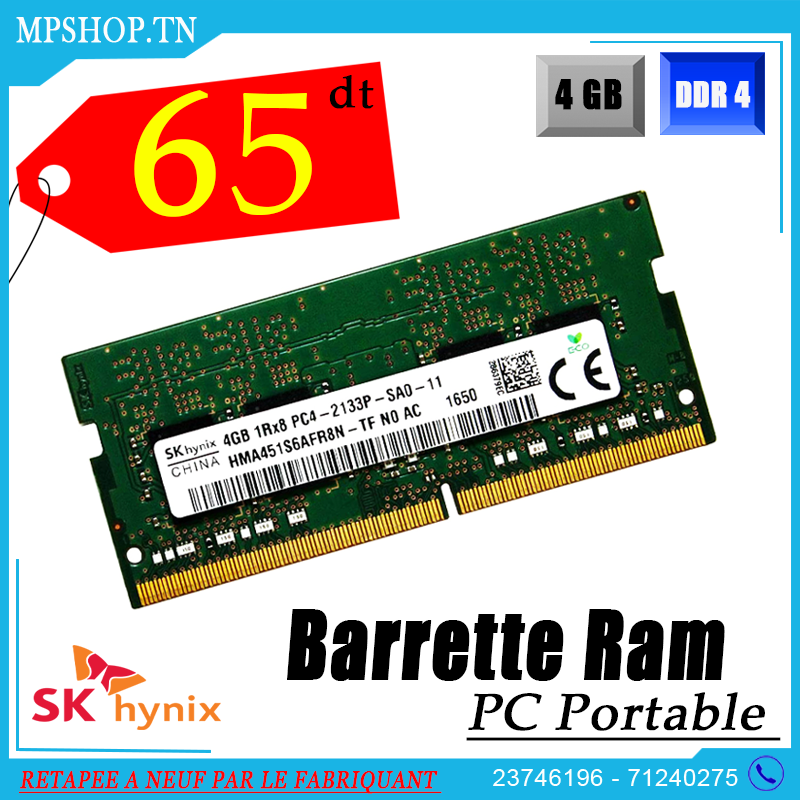 MPSHOP.TN
65 dt
4 GB
DDR 4
ECO
SK hynix
CHINA
4GB 1Rx8 PC4-2133P-SA0-11
HMA451S6AFR8N-TF N0 AC 1650
Barrette Ram
PC Portable
SK hynix
RETAPEE A NEUF PAR LE FABRIQUANT
23746196 - 71240275